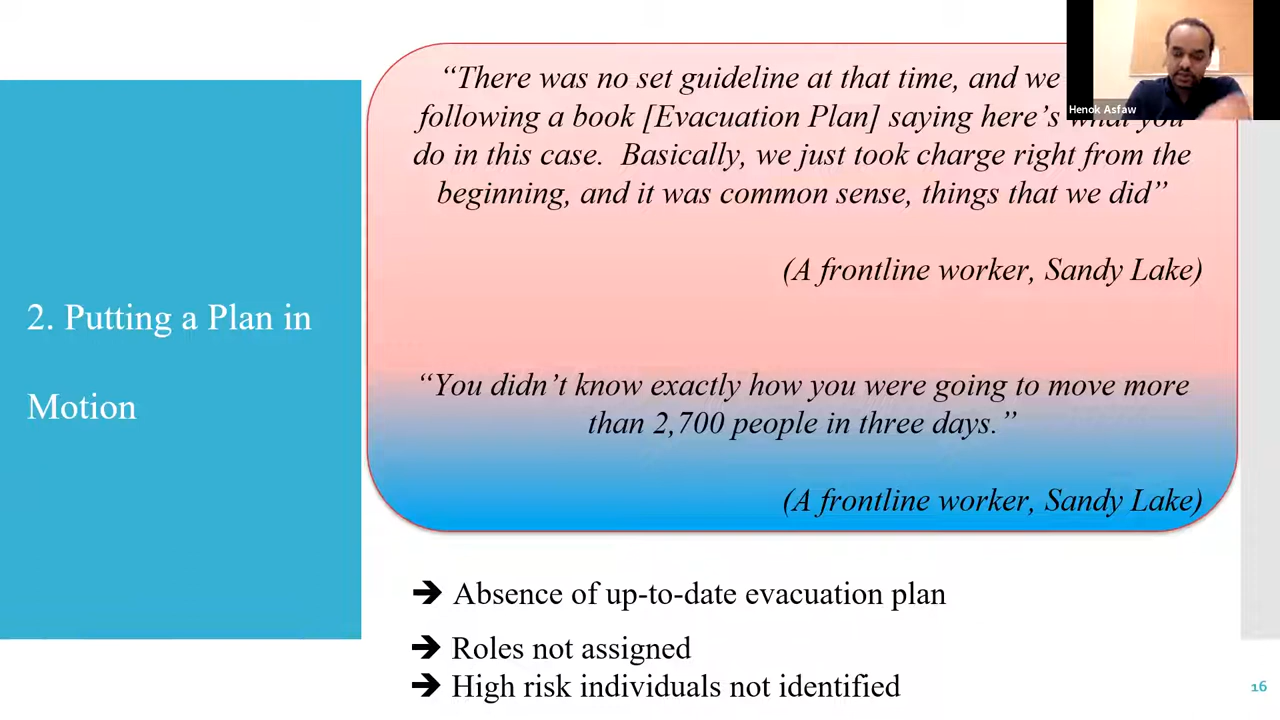 “There was no set guideline at that time, and we
following a book [Evacuation Plan] saying here’s what you
do in this case.  Basically, we just took charge right from the
beginning, and it was common sense, things that we did”
(A frontline worker, Sandy Lake)
“You didn’t know exactly how you were going to move more
than 2,700 people in three days.”
(A frontline worker, Sandy Lake)
2. Putting a Plan in
Motion
➔ Absence of up-to-date evacuation plan
➔ Roles not assigned
➔ High risk individuals not identified
Henok Asfaw
16